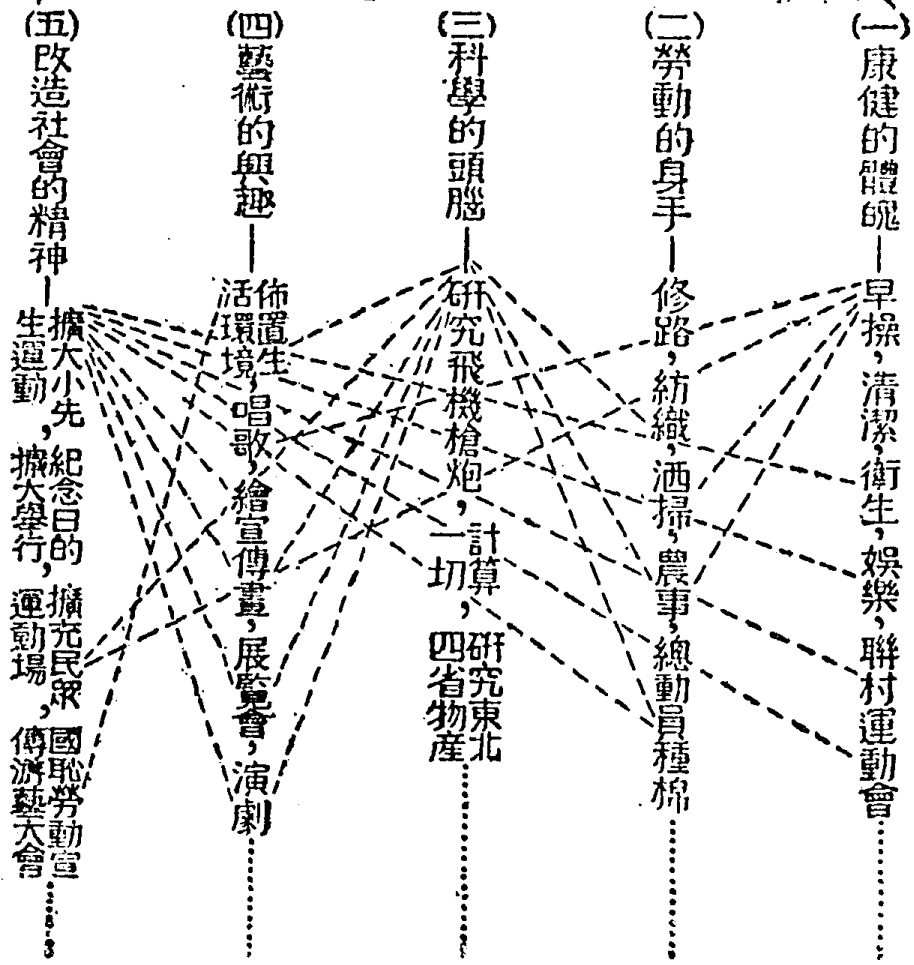 (一)康健的體魄—早操，清潔，衛生，娛樂，聯村運動會
(二)勞動的身手—修路，紡織，洒掃，農事，總動員種棉
(三)科學的頭腦—研究飛機槍炮，計算一切，研究東北四省物產
(四)藝術的興趣—佈置生活環境，唱歌，繪宣傳畫，展覽會，演劇
(五)改造社會的精神—擴大小先生運動，紀念日的擴大舉行，擴充民眾運動場，國恥勞動宣傳游藝大會